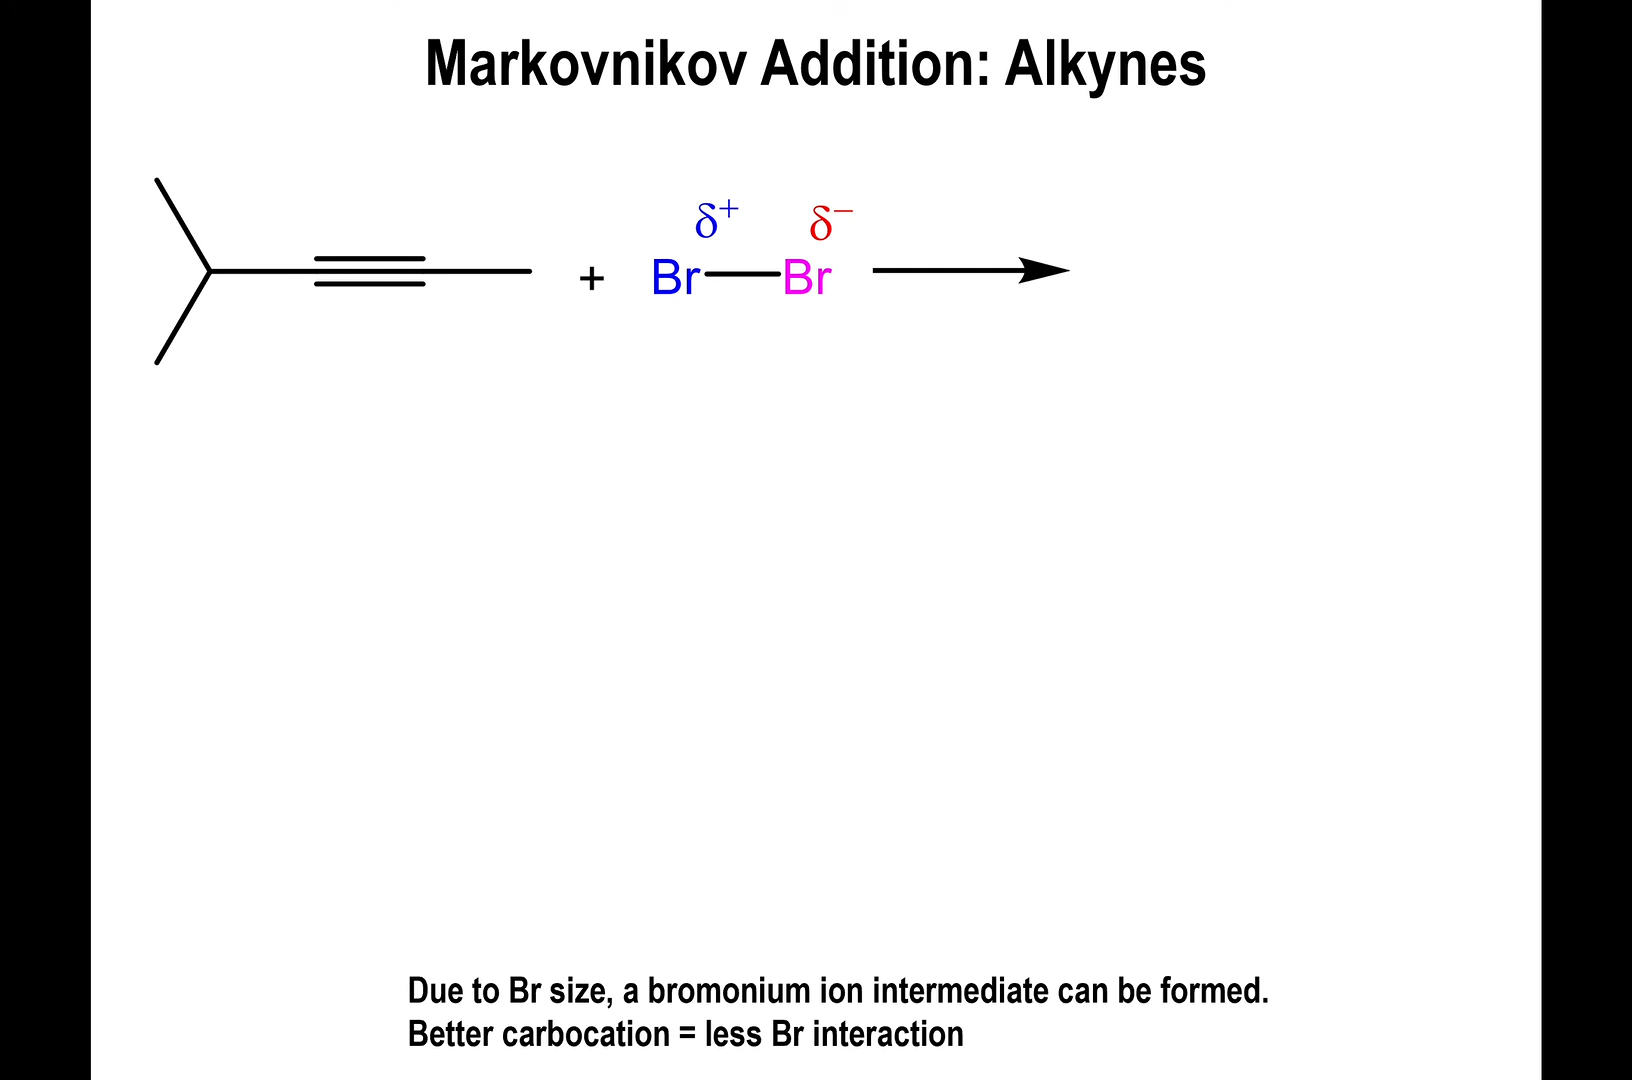 Markovnikov Addition: Alkynes
δ+ δ−
+ Br Br
Due to Br size, a bromonium ion intermediate can be formed.
Better carbocation = less Br interaction